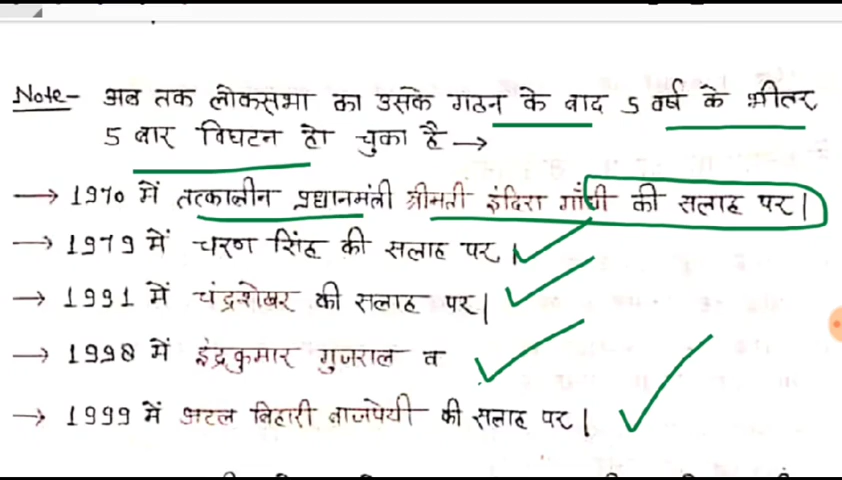 Note- अब तक लोकसभा का उसके गठन के बाद 5 वर्ष के भीतर
5 बार विघटन हो चुका है →
→ 1970 में तत्कालीन प्रधानमंत्री श्रीमती इंदिरा गाँधी की सलाह पर।
→ 1979 में चरण सिंह की सलाह पर।
→ 1991 में चंद्रशेखर की सलाह पर।
→ 1998 में इंद्रकुमार गुजराल व
→ 1999 में अटल बिहारी वाजपेयी की सलाह पर।